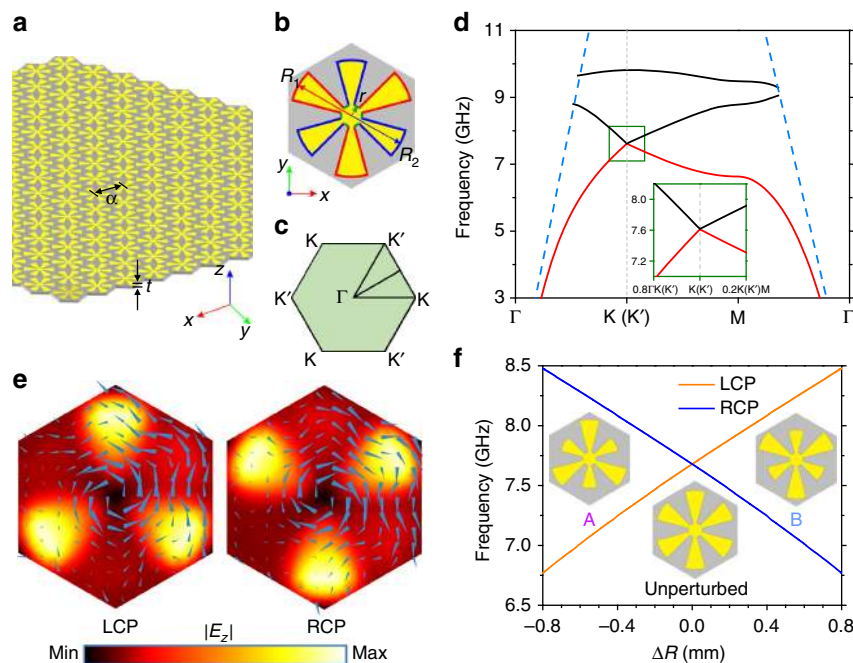 a
α
t
z
x
y
b
R1
r
R2
y
x
c
K
K′
K′
Γ
K
K
K′
d
Frequency (GHz)
11
9
7
5
3
Γ
K (K′)
M
Γ
8.0
7.6
7.2
0.8ΓK(K′)
K(K′)
0.2K(K′)M
e
LCP
RCP
|Ez|
Min
Max
f
Frequency (GHz)
8.5
8.0
7.5
7.0
6.5
LCP
RCP
A
B
Unperturbed
–0.8
–0.4
0.0
0.4
0.8
ΔR (mm)